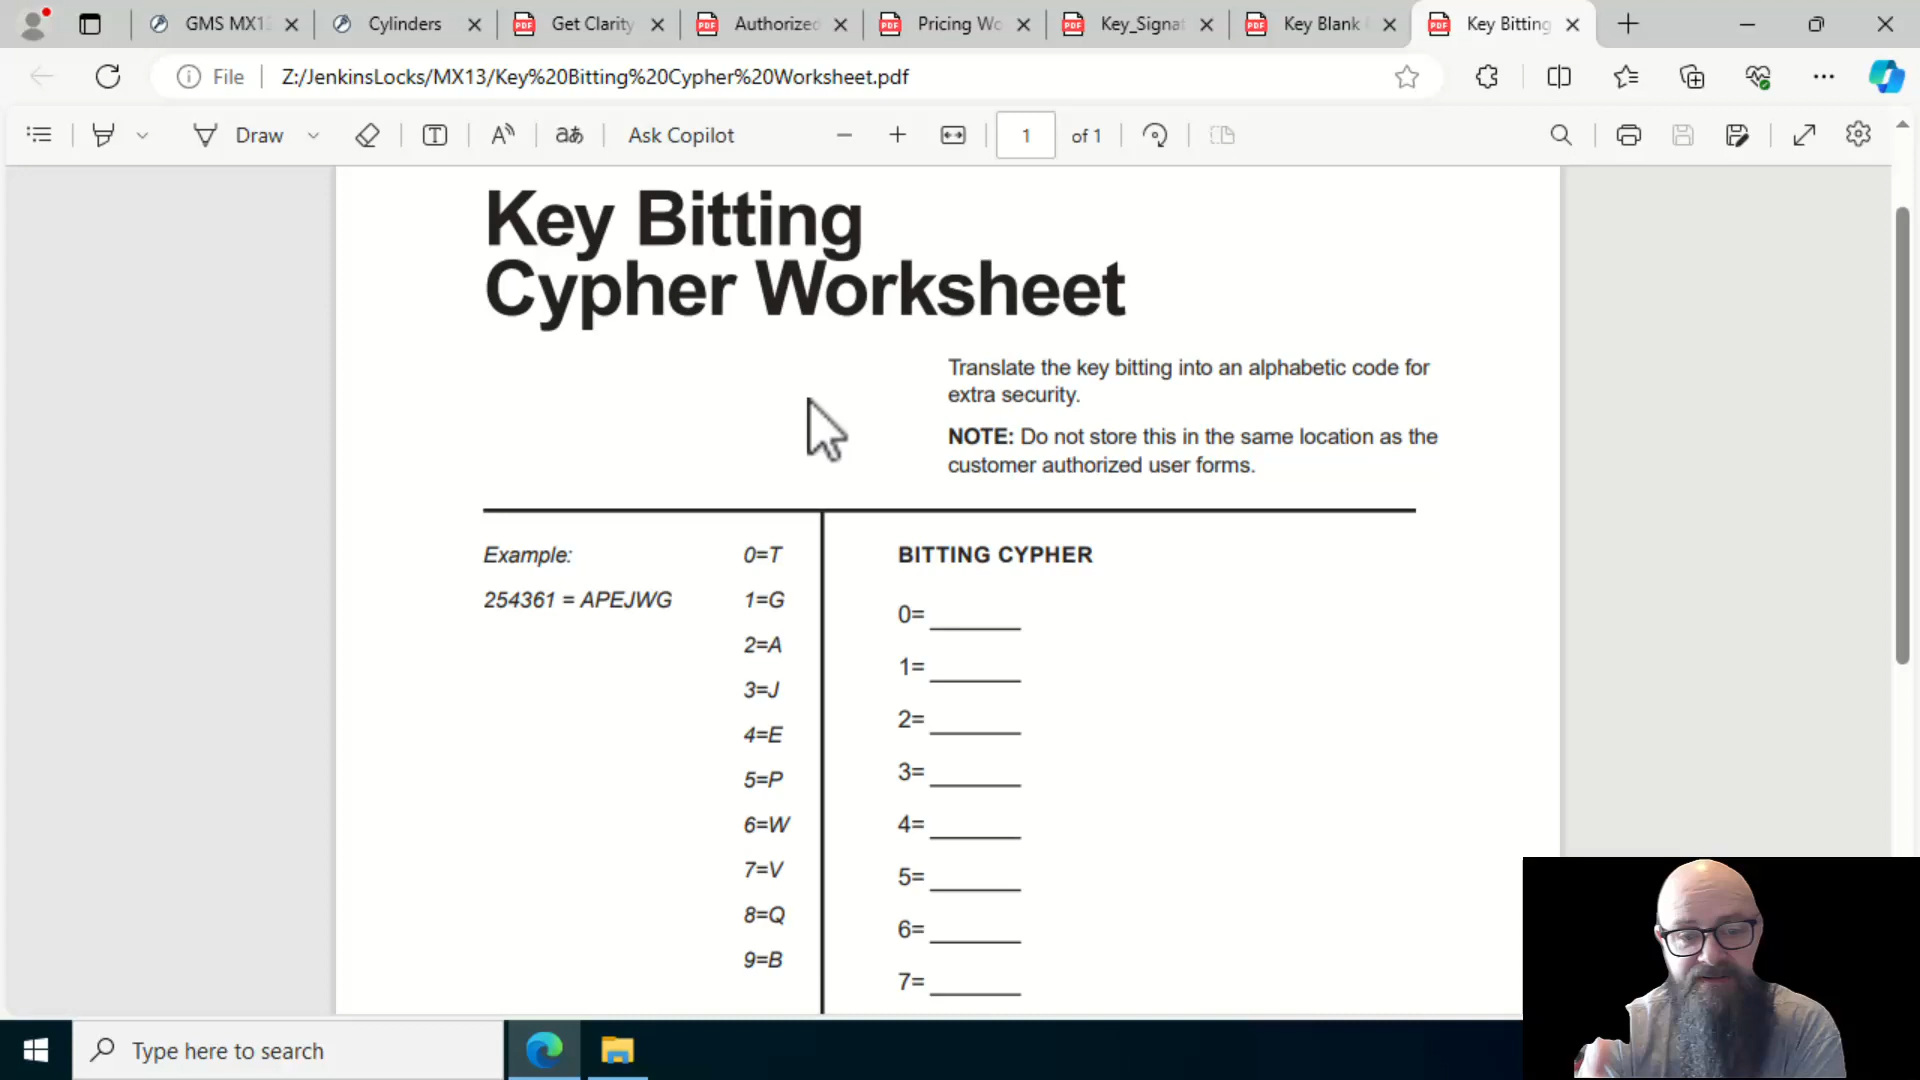 GMS MX1
Cylinders
Get Clarity
Authorized
Pricing Wo
Key_Signat
Key Blank
Key Bitting
File
Z:/JenkinsLocks/MX13/Key%20Bitting%20Cypher%20Worksheet.pdf
Draw
Ask Copilot
1
of 1
Key Bitting
Cypher Worksheet
Translate the key bitting into an alphabetic code for
extra security.
NOTE: Do not store this in the same location as the
customer authorized user forms.
Example:
254361 = APEJWG
0=T
1=G
2=A
3=J
4=E
5=P
6=W
7=V
8=Q
9=B
BITTING CYPHER
0=
1=
2=
3=
4=
5=
6=
7=
Type here to search